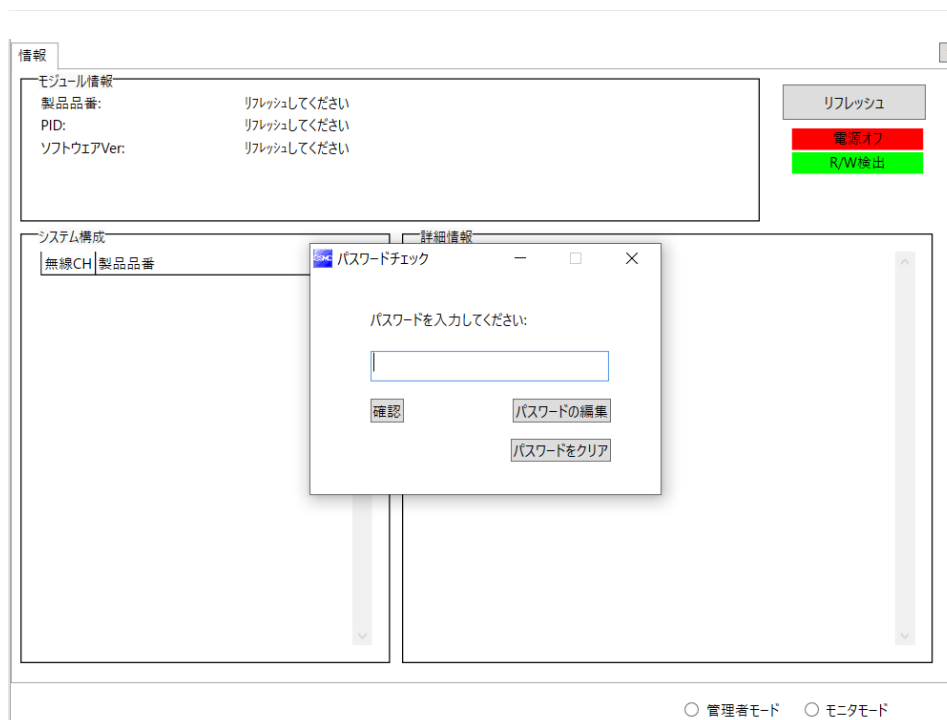 情報
モジュール情報
製品品番: リフレッシュしてください
PID: リフレッシュしてください
ソフトウェアVer: リフレッシュしてください
リフレッシュ
電源オフ
R/W検出
システム構成
無線CH 製品品番
詳細情報
SMC パスワードチェック
パスワードを入力してください:
確認
パスワードの編集
パスワードをクリア
管理者モード モニタモード